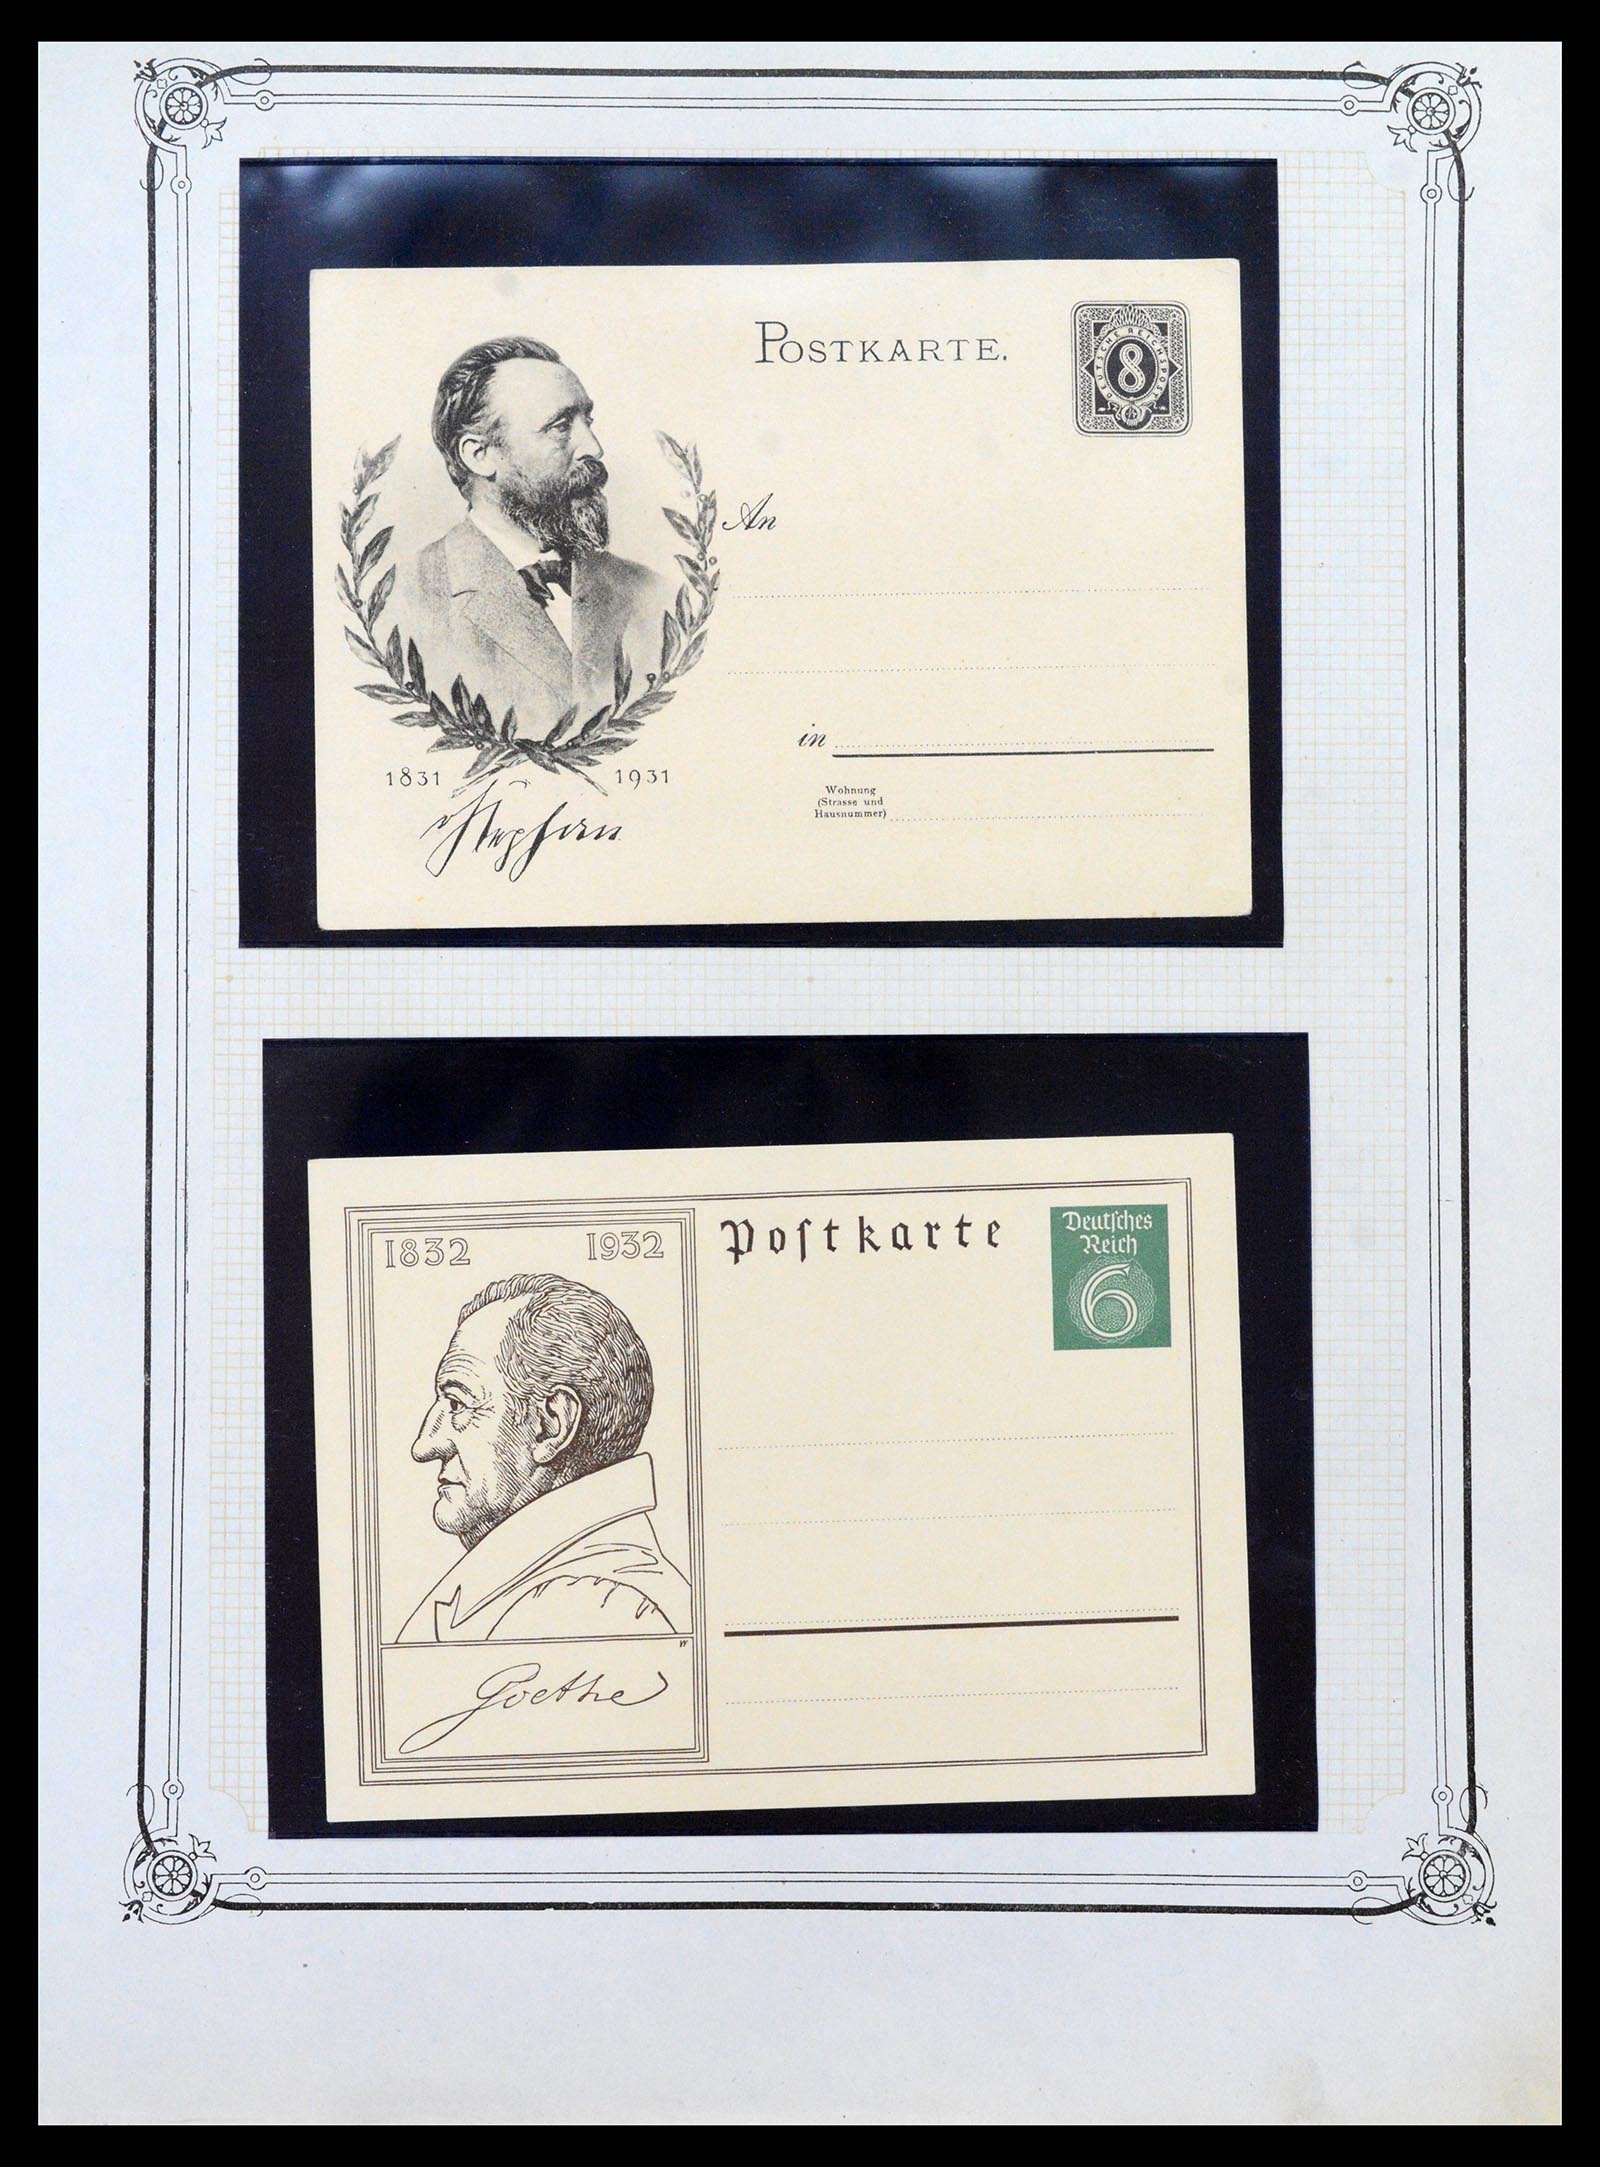 POSTKARTE.
DEUTSCHE REICHSPOST
8
An
in
Wohnung
(Strasse und
Hausnummer)
1831 1931
Stephan
1832 1932
Poſtkarte
Deutſches
Reich
6
W
Goethe